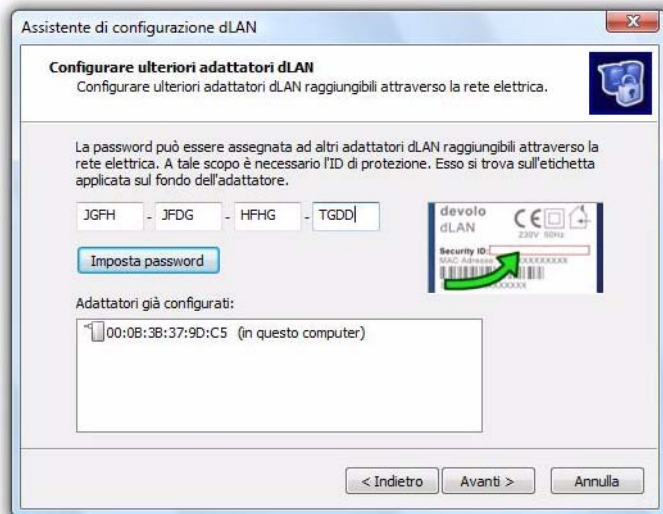 Assistente di configurazione dLAN
Configurare ulteriori adattatori dLAN
Configurare ulteriori adattatori dLAN raggiungibili attraverso la rete elettrica.
La password può essere assegnata ad altri adattatori dLAN raggiungibili attraverso la
rete elettrica. A tale scopo è necessario l'ID di protezione. Esso si trova sull'etichetta
applicata sul fondo dell'adattatore.
JGFH - JFDG - HFHG - TGDD
devolo
dLAN
CE
230V 50Hz
Security ID:
MAC Adresse XXXXXXXXX
XXXXXX
Imposta password
Adattatori già configurati:
00:0B:3B:37:9D:C5 (in questo computer)
< Indietro
Avanti >
Annulla